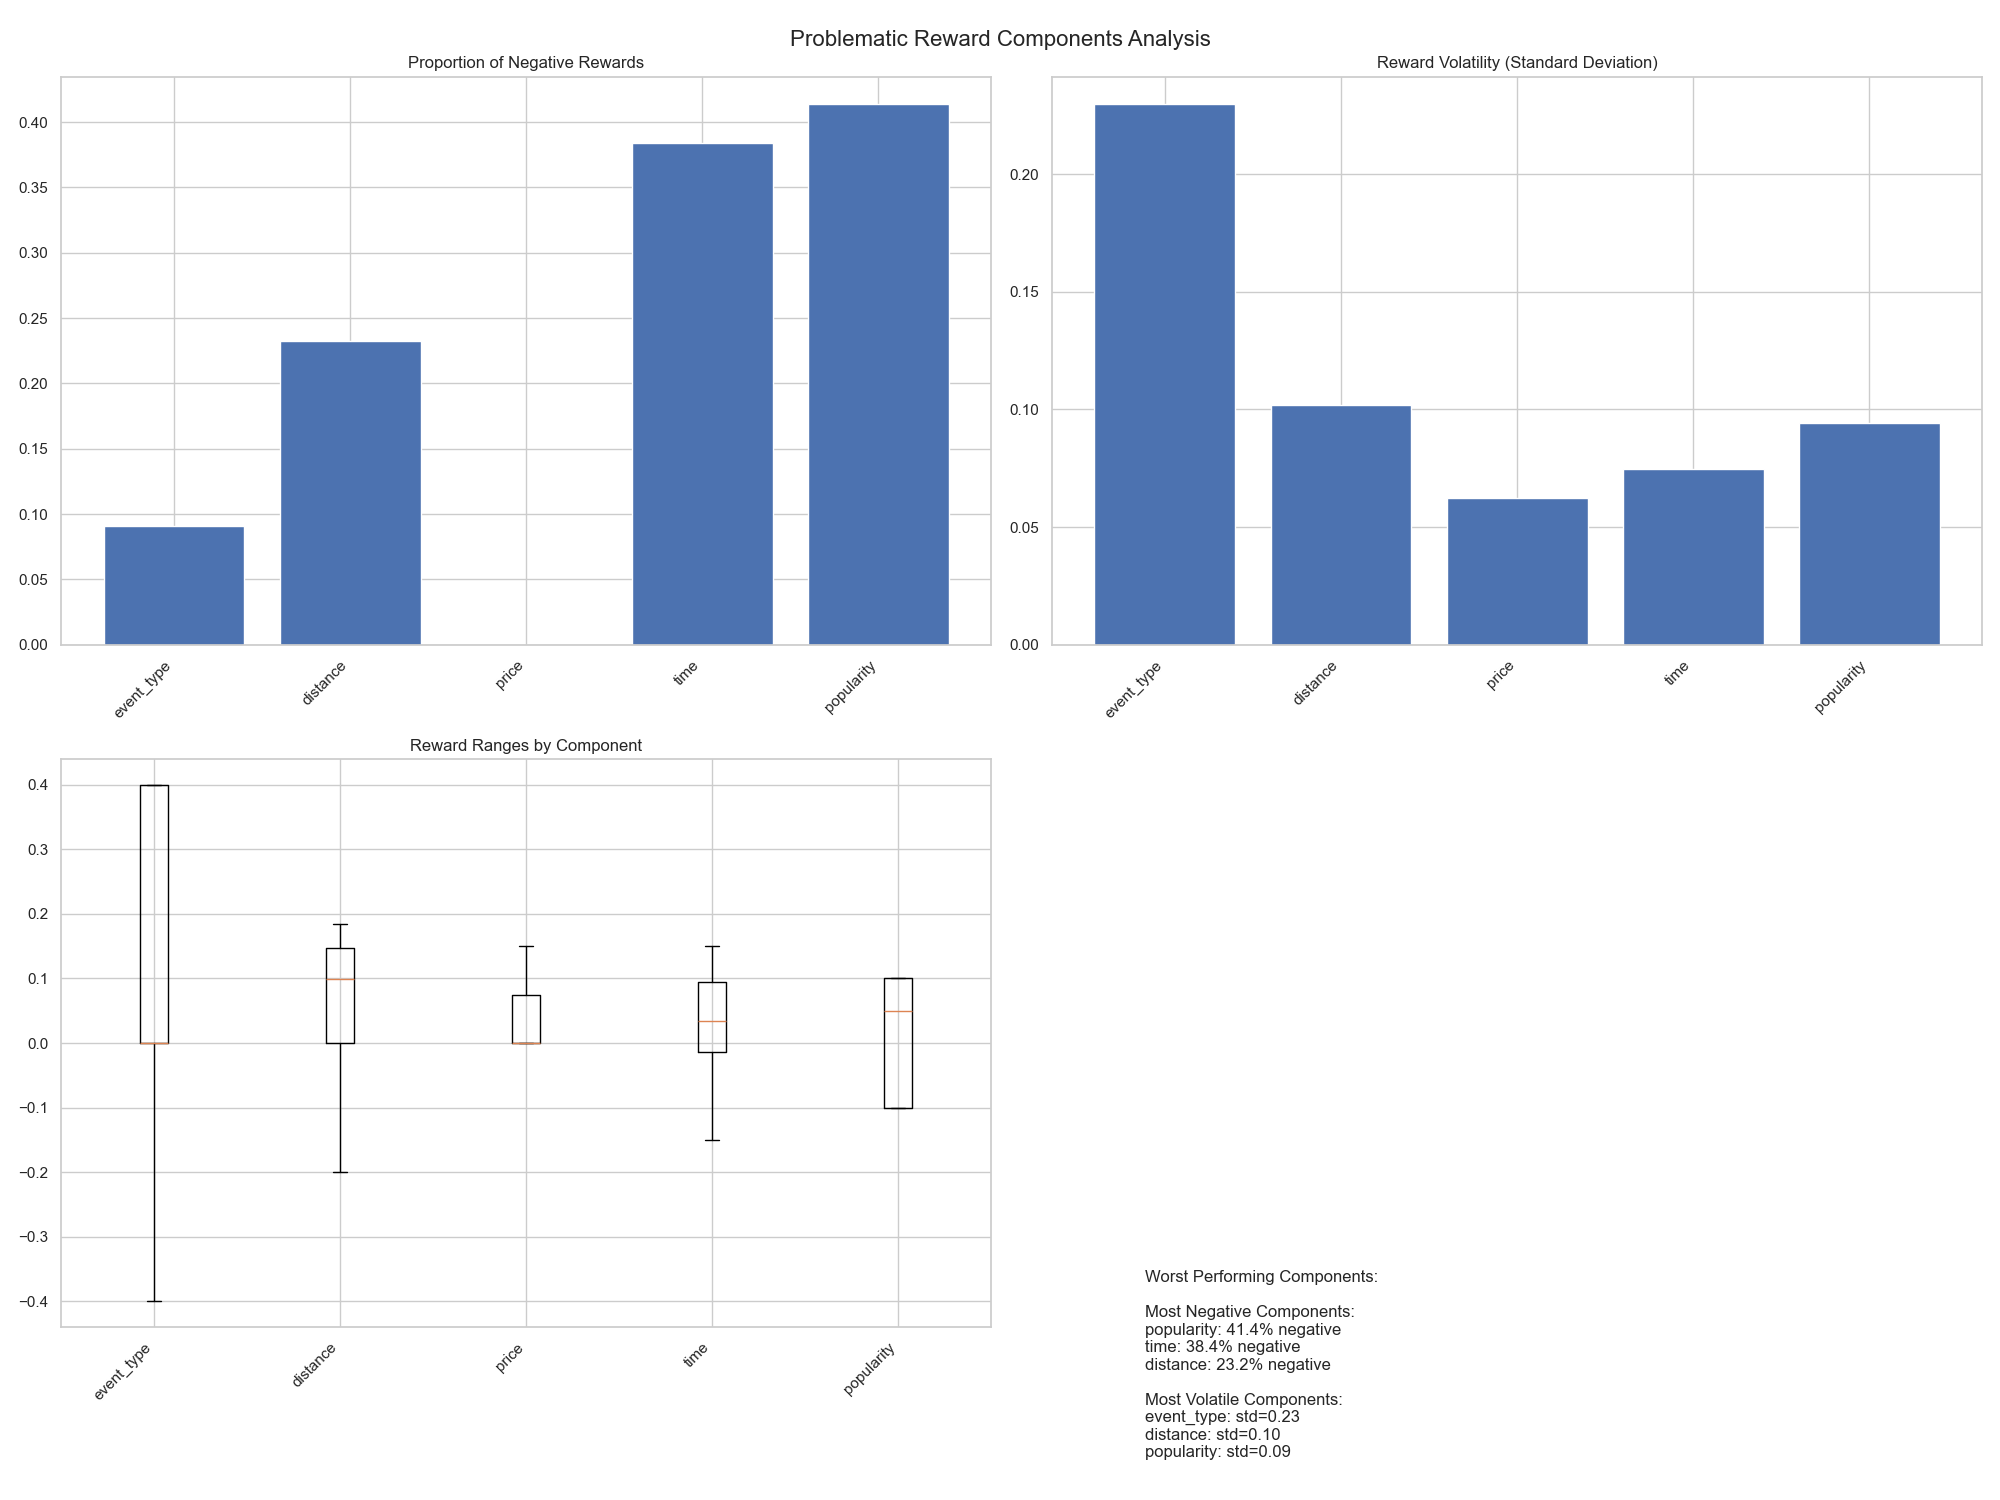 Problematic Reward Components Analysis
Proportion of Negative Rewards
0.40
0.35
0.30
0.25
0.20
0.15
0.10
0.05
0.00
event_type
distance
price
time
popularity
Reward Volatility (Standard Deviation)
0.20
0.15
0.10
0.05
0.00
event_type
distance
price
time
popularity
Reward Ranges by Component
0.4
0.3
0.2
0.1
0.0
−0.1
−0.2
−0.3
−0.4
event_type
distance
price
time
popularity
Worst Performing Components:
Most Negative Components:
popularity: 41.4% negative
time: 38.4% negative
distance: 23.2% negative
Most Volatile Components:
event_type: std=0.23
distance: std=0.10
popularity: std=0.09